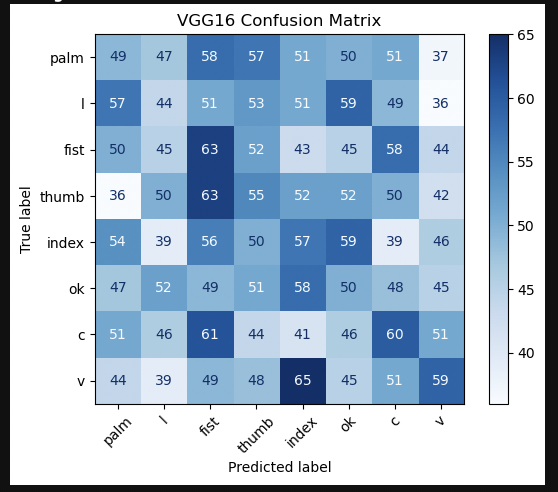 VGG16 Confusion Matrix
palm 49 47 58 57 51 50 51 37
l 57 44 51 53 51 59 49 36
fist 50 45 63 52 43 45 58 44
thumb 36 50 63 55 52 52 50 42
index 54 39 56 50 57 59 39 46
ok 47 52 49 51 58 50 48 45
c 51 46 61 44 41 46 60 51
v 44 39 49 48 65 45 51 59
palm l fist thumb index ok c v
True label
Predicted label
65
60
55
50
45
40